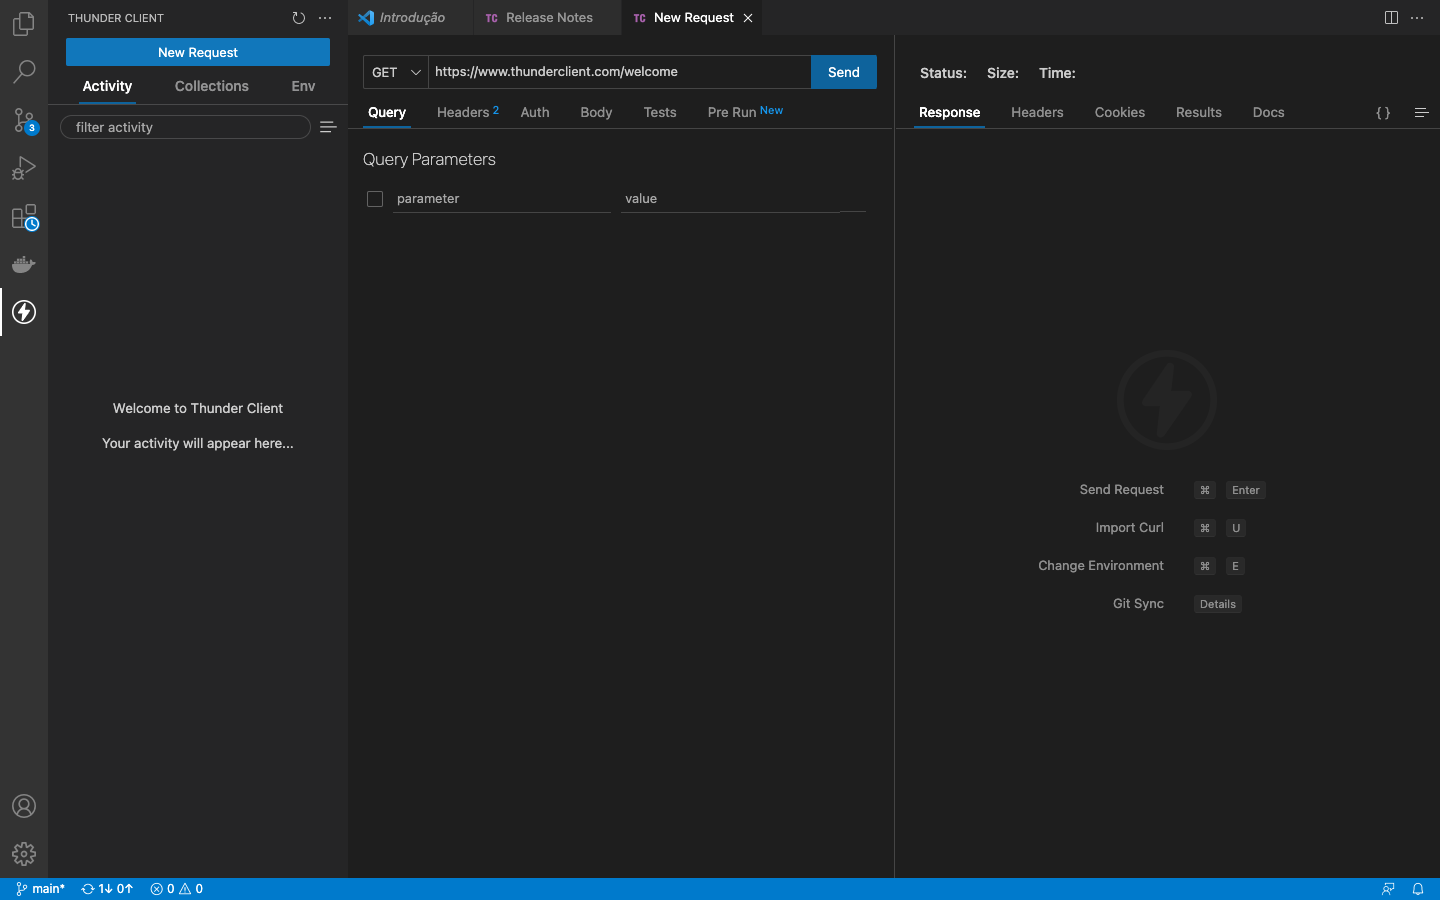 THUNDER CLIENT
New Request
Activity Collections Env
filter activity
Welcome to Thunder Client
Your activity will appear here...
3
Introdução
TC Release Notes
TC New Request
GET https://www.thunderclient.com/welcome Send
Query Headers 2 Auth Body Tests Pre Run New
Query Parameters
parameter value
Status: Size: Time:
Response Headers Cookies Results Docs { }
Send Request ⌘ Enter
Import Curl ⌘ U
Change Environment ⌘ E
Git Sync Details
main* 1↓ 0↑ 0 0